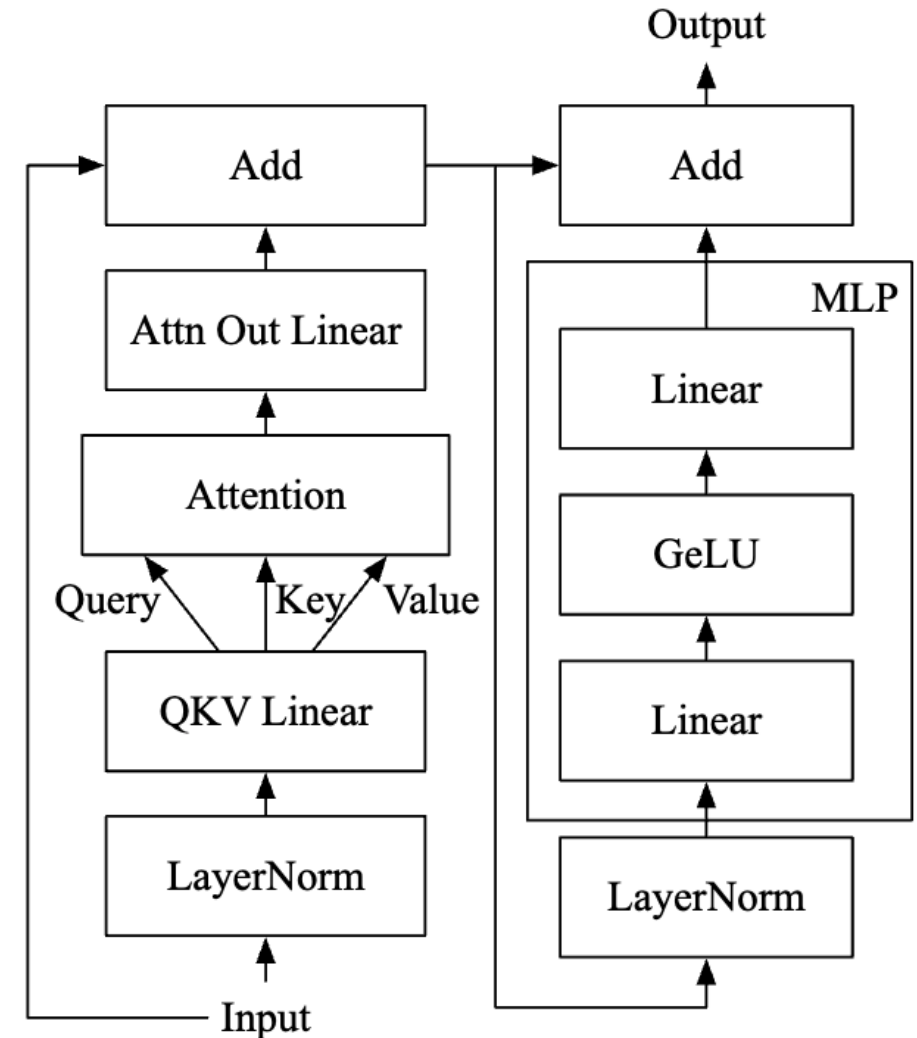 Output
Add
Add
MLP
Attn Out Linear
Linear
Attention
GeLU
Query
Key
Value
QKV Linear
Linear
LayerNorm
LayerNorm
Input